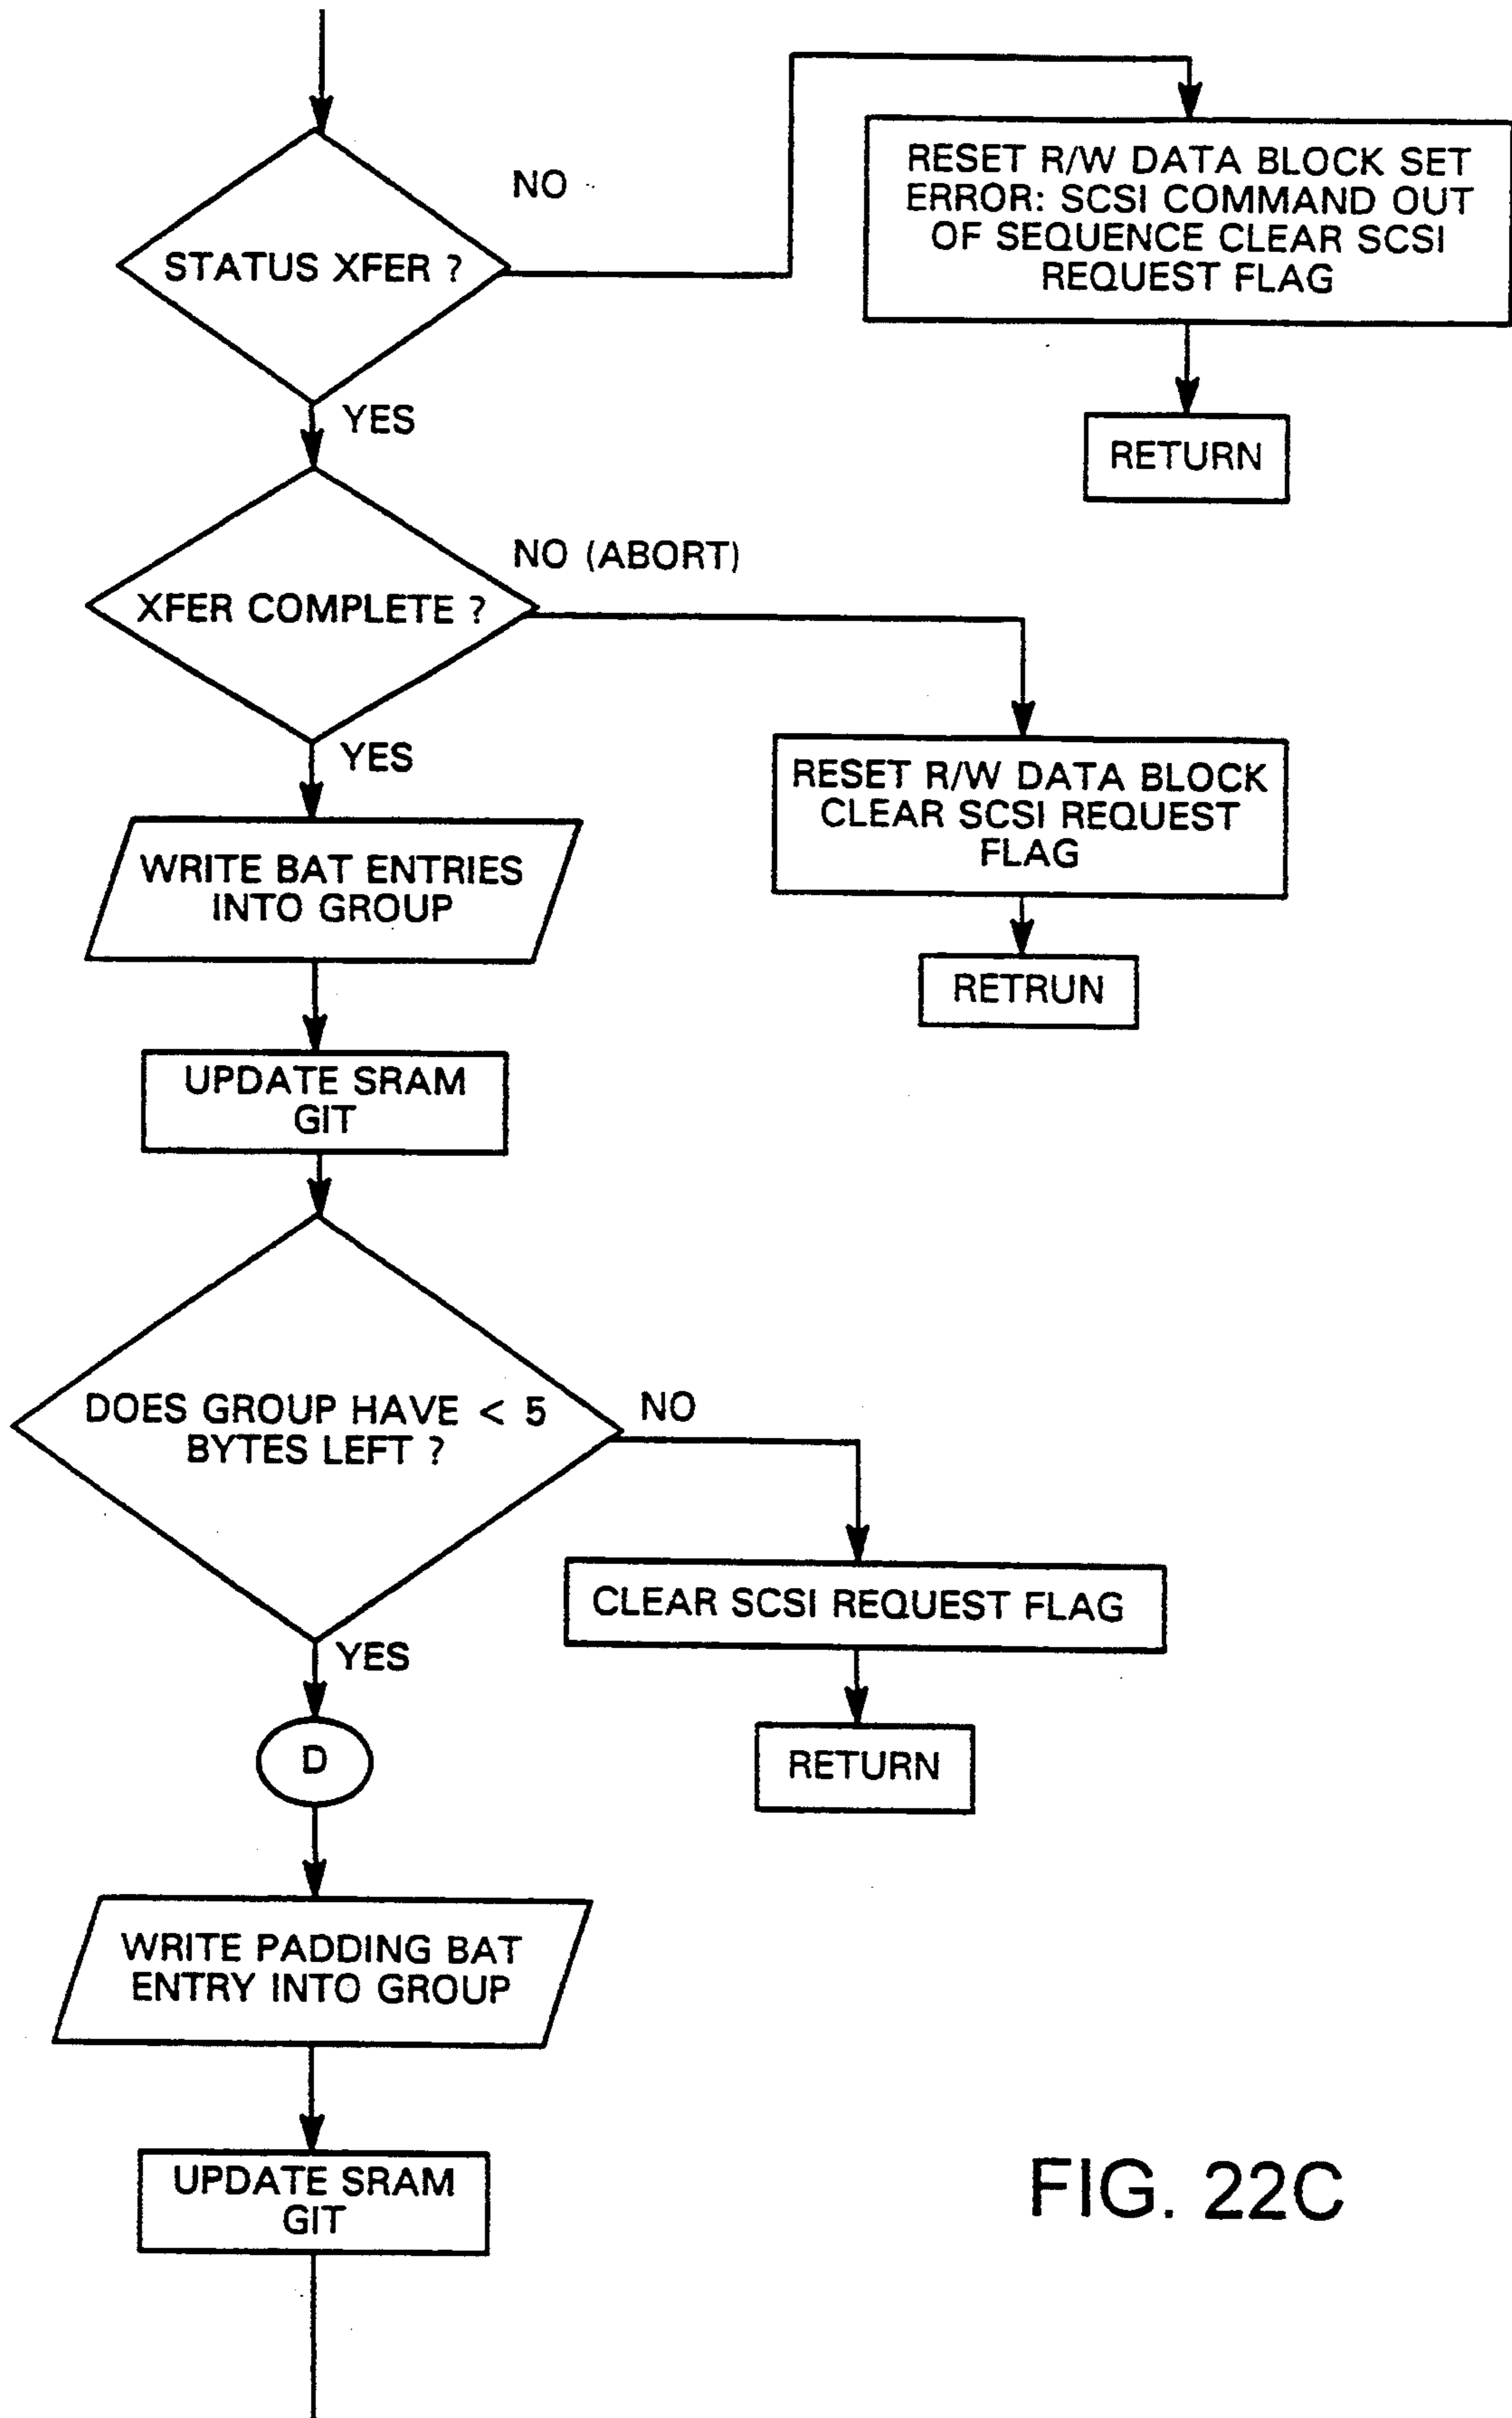 NO
RESET R/W DATA BLOCK SET
ERROR: SCSI COMMAND OUT
OF SEQUENCE CLEAR SCSI
REQUEST FLAG
STATUS XFER ?
YES
RETURN
NO (ABORT)
XFER COMPLETE ?
YES
RESET R/W DATA BLOCK
CLEAR SCSI REQUEST
FLAG
WRITE BAT ENTRIES
INTO GROUP
RETRUN
UPDATE SRAM
GIT
DOES GROUP HAVE < 5
BYTES LEFT ?
NO
CLEAR SCSI REQUEST FLAG
YES
D
RETURN
WRITE PADDING BAT
ENTRY INTO GROUP
UPDATE SRAM
GIT
FIG. 22C